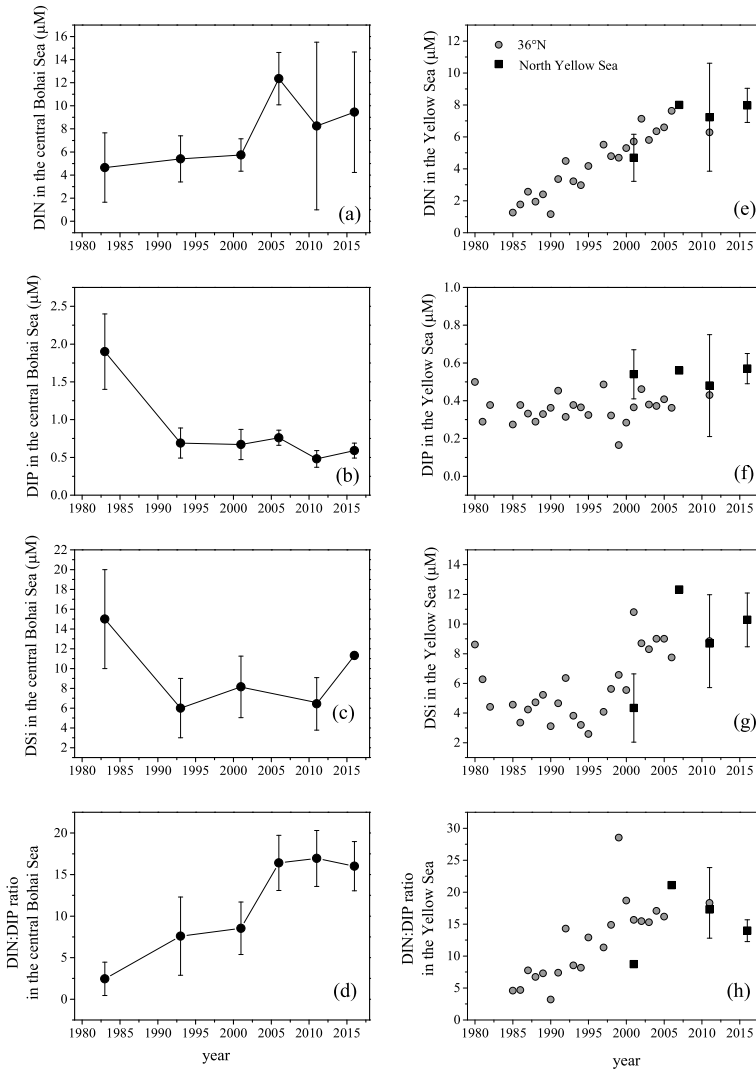 DIN in the central Bohai Sea (μM)
16
14
12
10
8
6
4
2
0
(a)
1980 1985 1990 1995 2000 2005 2010 2015
DIN in the Yellow Sea (μM)
12
10
8
6
4
2
0
36°N
North Yellow Sea
(e)
1980 1985 1990 1995 2000 2005 2010 2015
DIP in the central Bohai Sea (μM)
2.5
2.0
1.5
1.0
0.5
0.0
(b)
1980 1985 1990 1995 2000 2005 2010 2015
DIP in the Yellow Sea (μM)
1.0
0.8
0.6
0.4
0.2
0.0
(f)
1980 1985 1990 1995 2000 2005 2010 2015
DSi in the central Bohai Sea (μM)
22
20
18
16
14
12
10
8
6
4
2
(c)
1980 1985 1990 1995 2000 2005 2010 2015
DSi in the Yellow Sea (μM)
14
12
10
8
6
4
2
(g)
1980 1985 1990 1995 2000 2005 2010 2015
DIN:DIP ratio
in the central Bohai Sea
20
15
10
5
0
(d)
1980 1985 1990 1995 2000 2005 2010 2015
year
DIN:DIP ratio
in the Yellow Sea
30
25
20
15
10
5
0
(h)
1980 1985 1990 1995 2000 2005 2010 2015
year